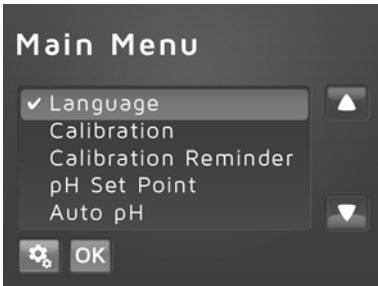 Main Menu
Language
Calibration
Calibration Reminder
pH Set Point
Auto pH
OK